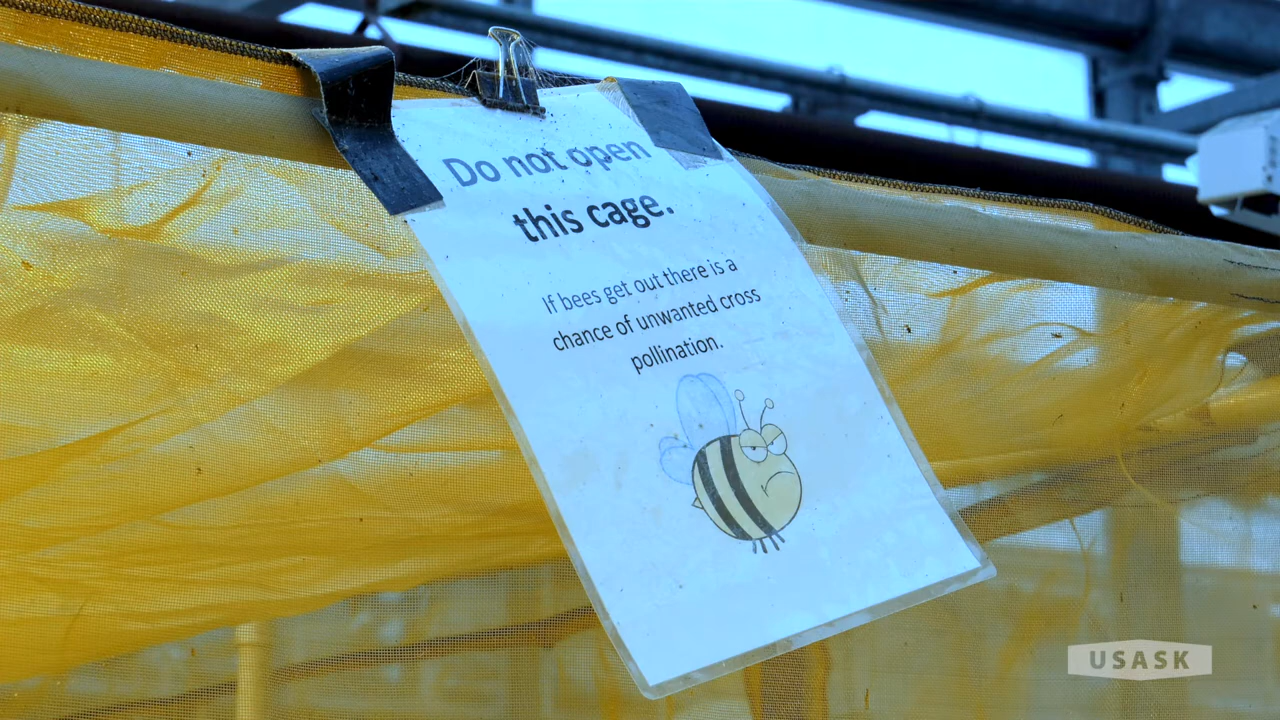 Do not open
this cage.
If bees get out there is a
chance of unwanted cross
pollination.
USASK